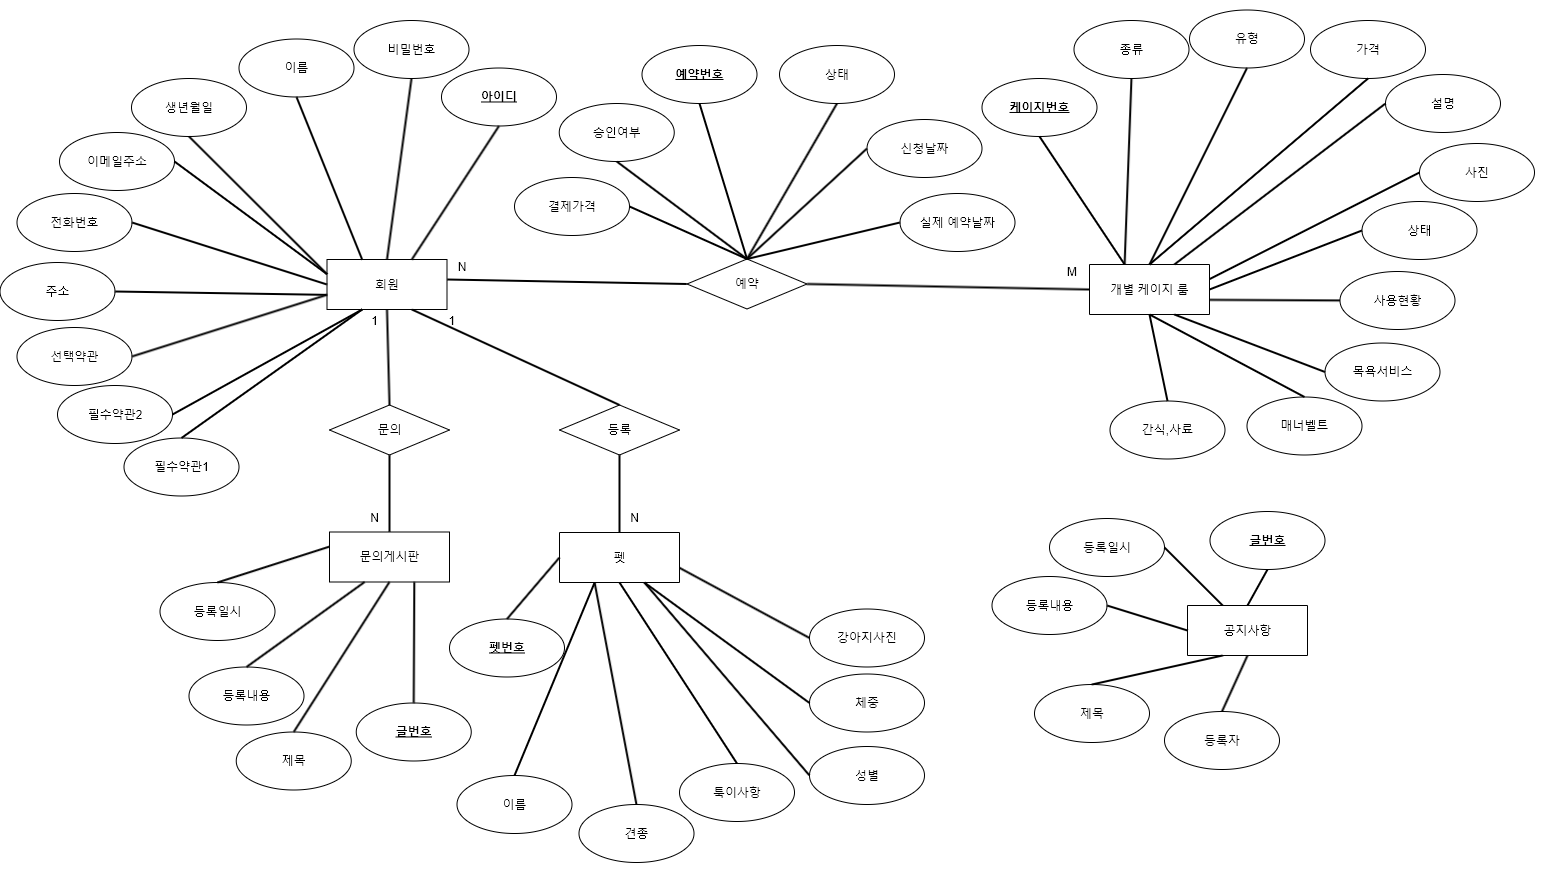 비밀번호
이름
아이디
생년월일
이메일주소
전화번호
주소
선택약관
필수약관2
필수약관1
회원
N
1
1
예약번호
상태
승인여부
신청날짜
결제가격
실제 예약날짜
예약
M
종류
유형
가격
케이지번호
설명
사진
상태
개별 케이지 룸
사용현황
목욕서비스
매너벨트
간식,사료
문의
등록
N
N
문의게시판
펫
등록일시
등록내용
제목
글번호
펫번호
강아지사진
체중
성별
특이사항
이름
견종
글번호
등록일시
등록내용
공지사항
제목
등록자